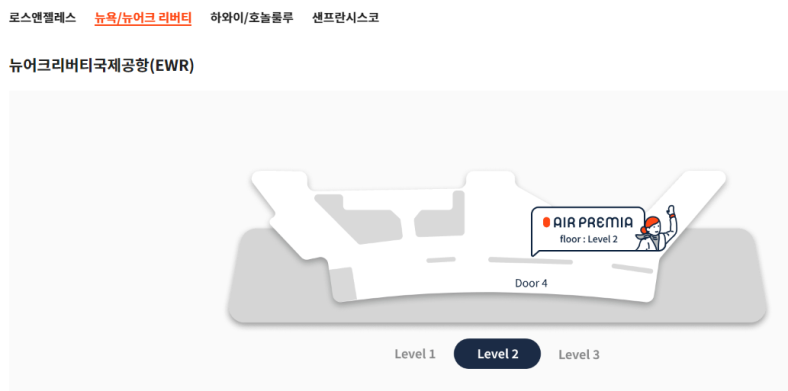 로스앤젤레스 뉴욕/뉴어크 리버티 하와이/호놀룰루 샌프란시스코
뉴어크리버티국제공항(EWR)
AIR PREMIA
floor : Level 2
Door 4
Level 1 Level 2 Level 3